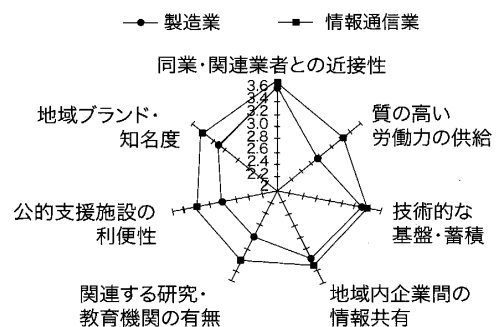 製造業 情報通信業
同業・関連業者との近接性
3.6
3.4
3.2
3.0
2.8
2.6
2.4
2.2
2
質の高い
労働力の供給
技術的な
基盤・蓄積
地域内企業間の
情報共有
関連する研究・
教育機関の有無
公的支援施設の
利便性
地域ブランド・
知名度